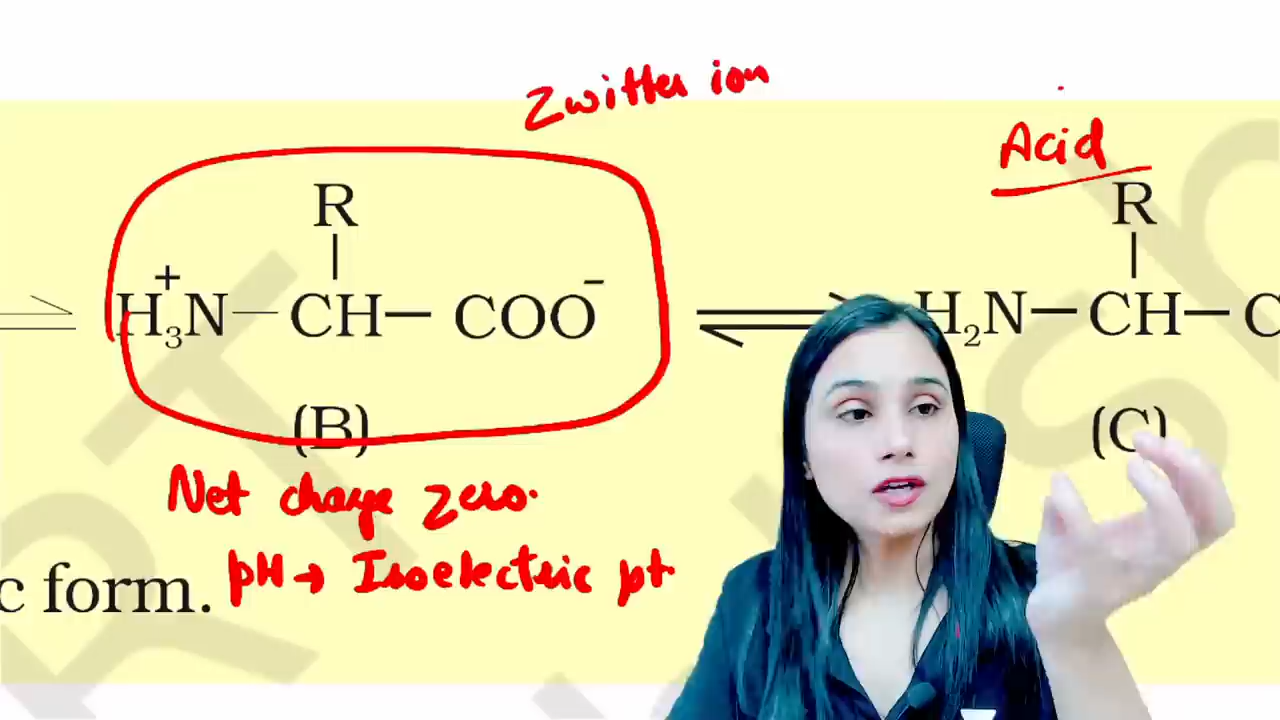 Zwitter ion
Acid
R
R
H₃N⁺—CH—COO⁻ ⇌ H₂N—CH—C
(B)
(C)
Net charge zero.
c form. pH → Isoelectric pt.